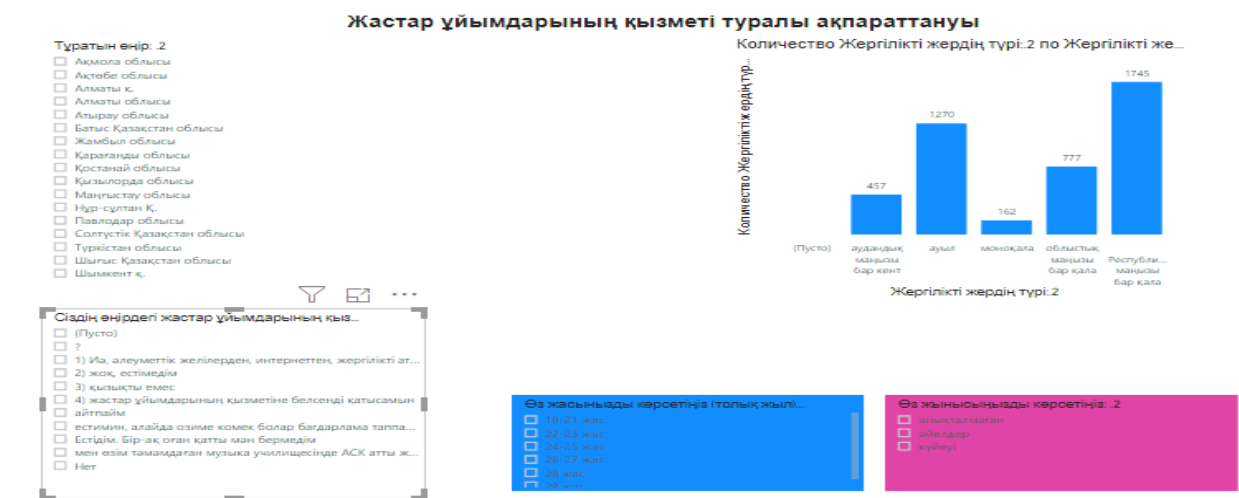 Жастар ұйымдарының қызметі туралы ақпараттануы
Тұратын өңір: .2
Ақмола облысы
Ақтөбе облысы
Алматы қ.
Алматы облысы
Атырау облысы
Батыс Қазақстан облысы
Жамбыл облысы
Қарағанды облысы
Қостанай облысы
Қызылорда облысы
Маңғыстау облысы
Нұр-сұлтан Қ.
Павлодар облысы
Солтүстік Қазақстан облысы
Түркістан облысы
Шығыс Қазақстан облысы
Шымкент қ.
Количество Жергілікті жердің түрі:.2 по Жергілікті же...
Количество Жергілікті жердің түр...
1745
1270
777
457
162
(Пусто)
аудандық маңызы бар кент
ауыл
моноқала
облыстық маңызы бар қала
Республи... маңызы бар қала
Жергілікті жердің түрі:.2
Сіздің өңірдегі жастар ұйымдарының қыз...
(Пусто)
?
1) Иә, әлеуметтік желілерден, интернеттен, жергілікті ат...
2) жоқ, естімедім
3) қызықты емес
4) жастар ұйымдарының қызметіне белсенді қатысамын
айтпайм
естимин, алайда озиме комек болар багдарлама таппа...
Естідім. Бір-ақ оған қатты мән бермедім
мен өзім тәмамдаған музыка училищесінде АСК атты ж...
Нет
Өз жасыңызды көрсетіңіз (толық жыл)...
18-21 жас
22-23 жас
24-25 жас
26-27 жас
28 жас
29 жас
Өз жынысыңызды көрсетіңіз: .2
анықталмаған
әйелдер
күйеуі